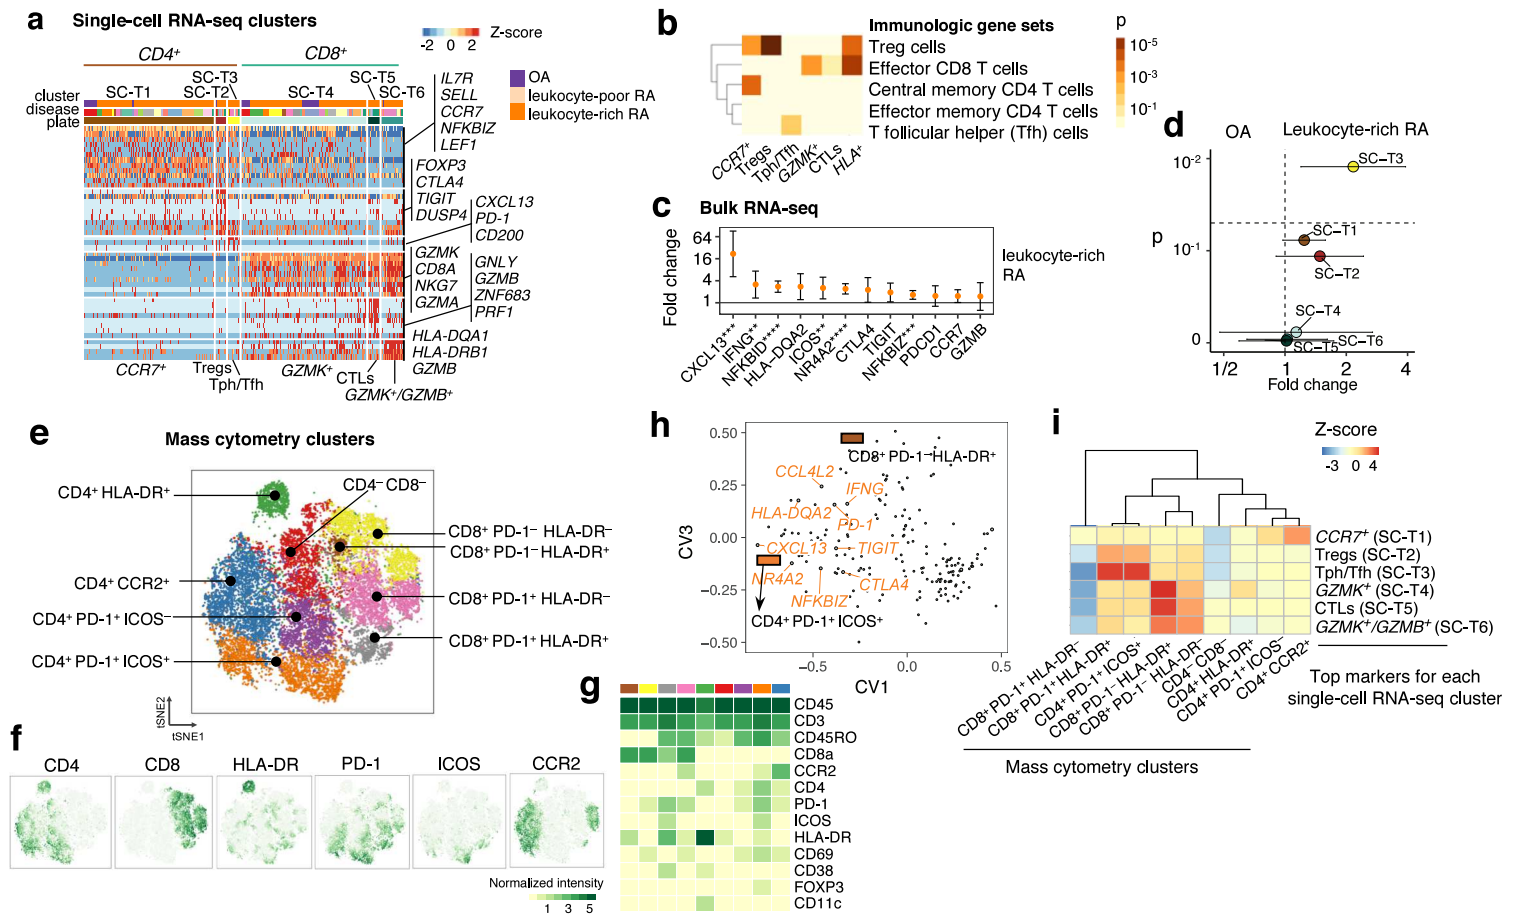 a Single-cell RNA-seq clusters
Z-score
-2 0 2
CD4⁺ CD8⁺
SC-T3 SC-T5
SC-T1 SC-T2 SC-T4 SC-T6
cluster
disease
plate
OA
leukocyte-poor RA
leukocyte-rich RA
IL7R
SELL
CCR7
NFKBIZ
LEF1
FOXP3
CTLA4
TIGIT
DUSP4
CXCL13
PD-1
CD200
GZMK
CD8A
NKG7
GZMA
GNLY
GZMB
ZNF683
PRF1
HLA-DQA1
HLA-DRB1
GZMB
CCR7⁺
Tregs
Tph/Tfh
GZMK⁺
CTLs
GZMK⁺/GZMB⁺
b
Immunologic gene sets
Treg cells
Effector CD8 T cells
Central memory CD4 T cells
Effector memory CD4 T cells
T follicular helper (Tfh) cells
CCR7⁺
Tregs
Tph/Tfh
GZMK⁺
CTLs
HLA⁺
p
10⁻⁵
10⁻³
10⁻¹
c Bulk RNA-seq
Fold change
64
16
4
1
leukocyte-rich
RA
CXCL13***
IFNG**
NFKBID****
HLA−DQA2
ICOS**
NR4A2****
CTLA4
TIGIT
NFKBIZ**
PDCD1
CCR7
GZMB
d
OA Leukocyte-rich RA
10⁻²
p
10⁻¹
0
SC−T3
SC−T1
SC−T2
SC−T4
SC−T5
SC−T6
1/2 1 2 4
Fold change
e Mass cytometry clusters
CD4⁺ HLA-DR⁺
CD4⁻ CD8⁻
CD8⁺ PD-1⁻ HLA-DR⁻
CD8⁺ PD-1⁻ HLA-DR⁺
CD4⁺ CCR2⁺
CD8⁺ PD-1⁺ HLA-DR⁻
CD4⁺ PD-1⁺ ICOS⁻
CD8⁺ PD-1⁺ HLA-DR⁺
CD4⁺ PD-1⁺ ICOS⁺
tSNE2
tSNE1
f
CD4 CD8 HLA-DR PD-1 ICOS CCR2
Normalized intensity
1 3 5
g
CD45
CD3
CD45RO
CD8a
CCR2
CD4
PD-1
ICOS
HLA-DR
CD69
CD38
FOXP3
CD11c
h
CV3
0.50
0.25
0.00
−0.25
−0.50
CD8⁺ PD-1⁻HLA-DR⁺
CCL4L2
IFNG
HLA-DQA2
PD-1
CXCL13
TIGIT
NR4A2
CTLA4
NFKBIZ
CD4⁺ PD-1⁺ ICOS⁺
−0.5 0.0 0.5
CV1
i
Z-score
-3 0 4
CCR7⁺ (SC-T1)
Tregs (SC-T2)
Tph/Tfh (SC-T3)
GZMK⁺ (SC-T4)
CTLs (SC-T5)
GZMK⁺/GZMB⁺ (SC-T6)
CD8⁺ PD-1⁺ HLA-DR⁻
CD8⁺ PD-1⁺ HLA-DR⁺
CD4⁺ PD-1⁺ ICOS⁺
CD8⁺ PD-1⁻ HLA-DR⁺
CD8⁺ PD-1⁻ HLA-DR⁻
CD4⁻ CD8⁻
CD4⁺ HLA-DR⁺
CD4⁺ PD-1⁺ ICOS⁻
CD4⁺ CCR2⁺
Top markers for each
single-cell RNA-seq cluster
Mass cytometry clusters